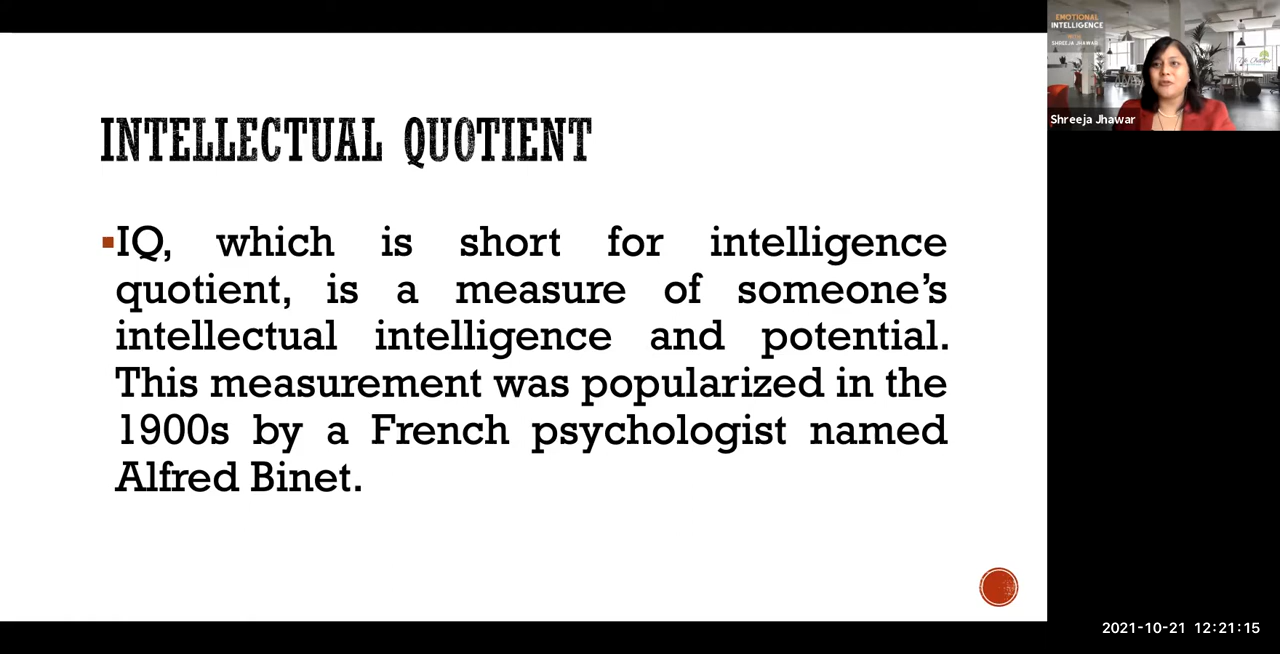 INTELLECTUAL QUOTIENT
IQ, which is short for intelligence
quotient, is a measure of someone's
intellectual intelligence and potential.
This measurement was popularized in the
1900s by a French psychologist named
Alfred Binet.
EMOTIONAL
INTELLIGENCE
SHREEJA JHAWAR
Shreeja Jhawar
2021-10-21 12:21:15